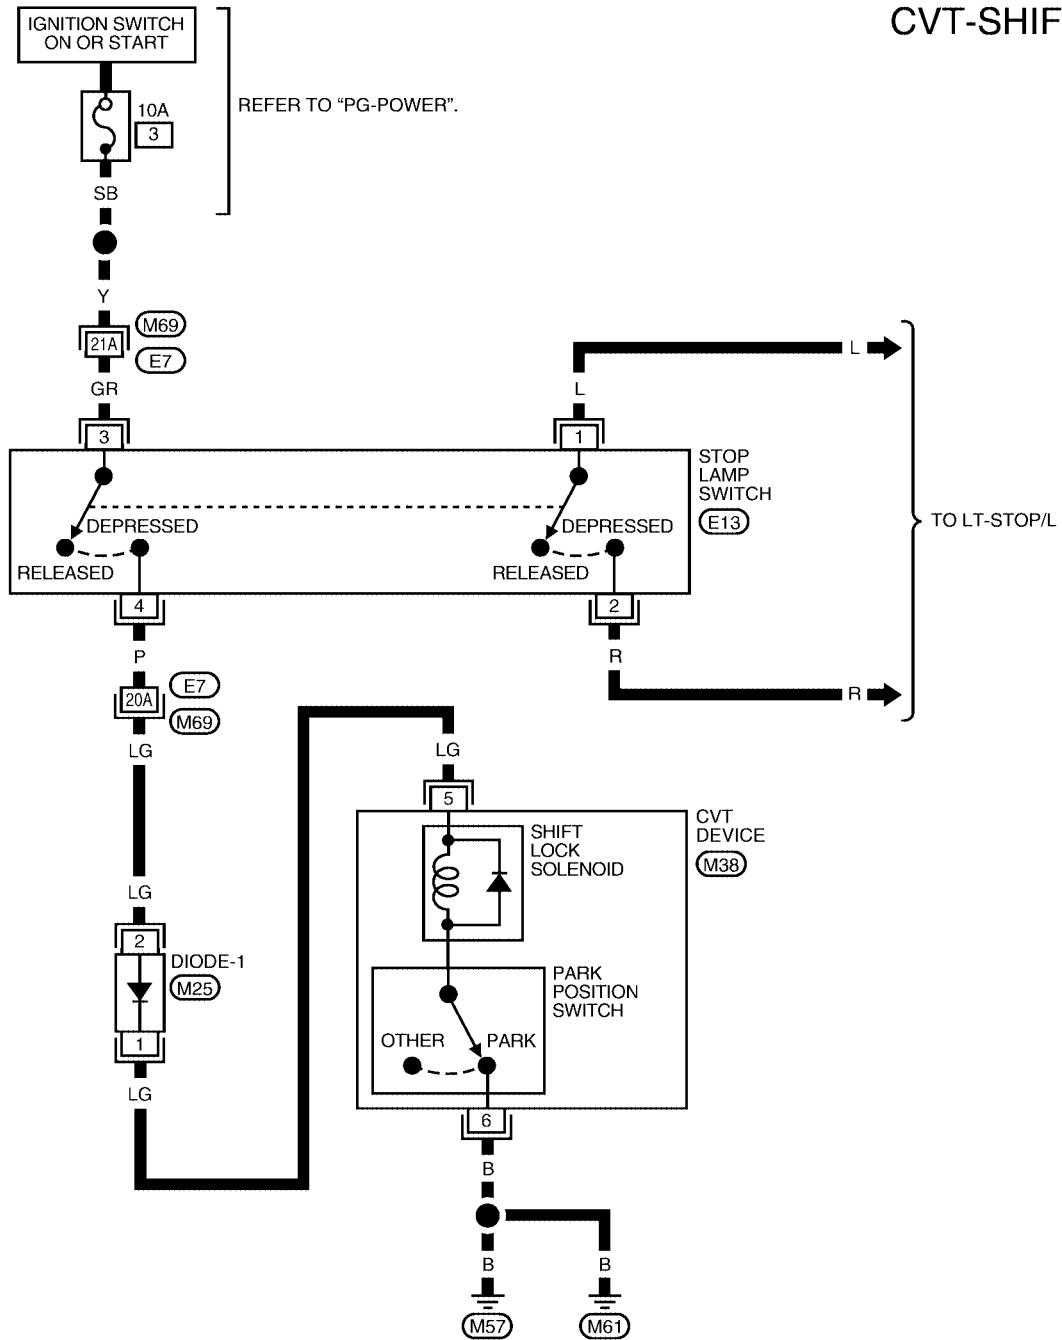 CVT-SHIF
IGNITION SWITCH
ON OR START
REFER TO “PG-POWER”.
10A
3
SB
Y
M69
21A
E7
GR
L
L
3
1
STOP
LAMP
SWITCH
E13
DEPRESSED
DEPRESSED
RELEASED
RELEASED
TO LT-STOP/L
4
2
P
R
E7
20A
M69
R
LG
LG
5
CVT
DEVICE
M38
SHIFT
LOCK
SOLENOID
LG
2
DIODE-1
M25
1
LG
PARK
POSITION
SWITCH
OTHER
PARK
6
B
B
B
M57
M61